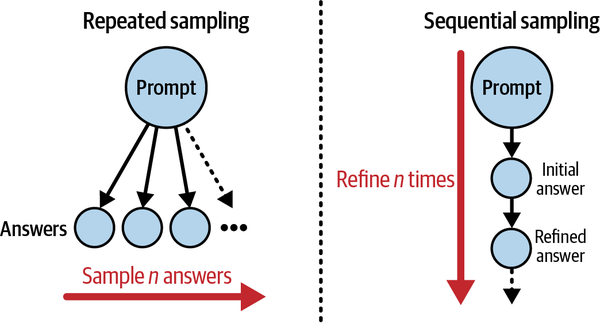 Repeated sampling
Prompt
Answers
Sample n answers
Sequential sampling
Prompt
Refine n times
Initial
answer
Refined
answer